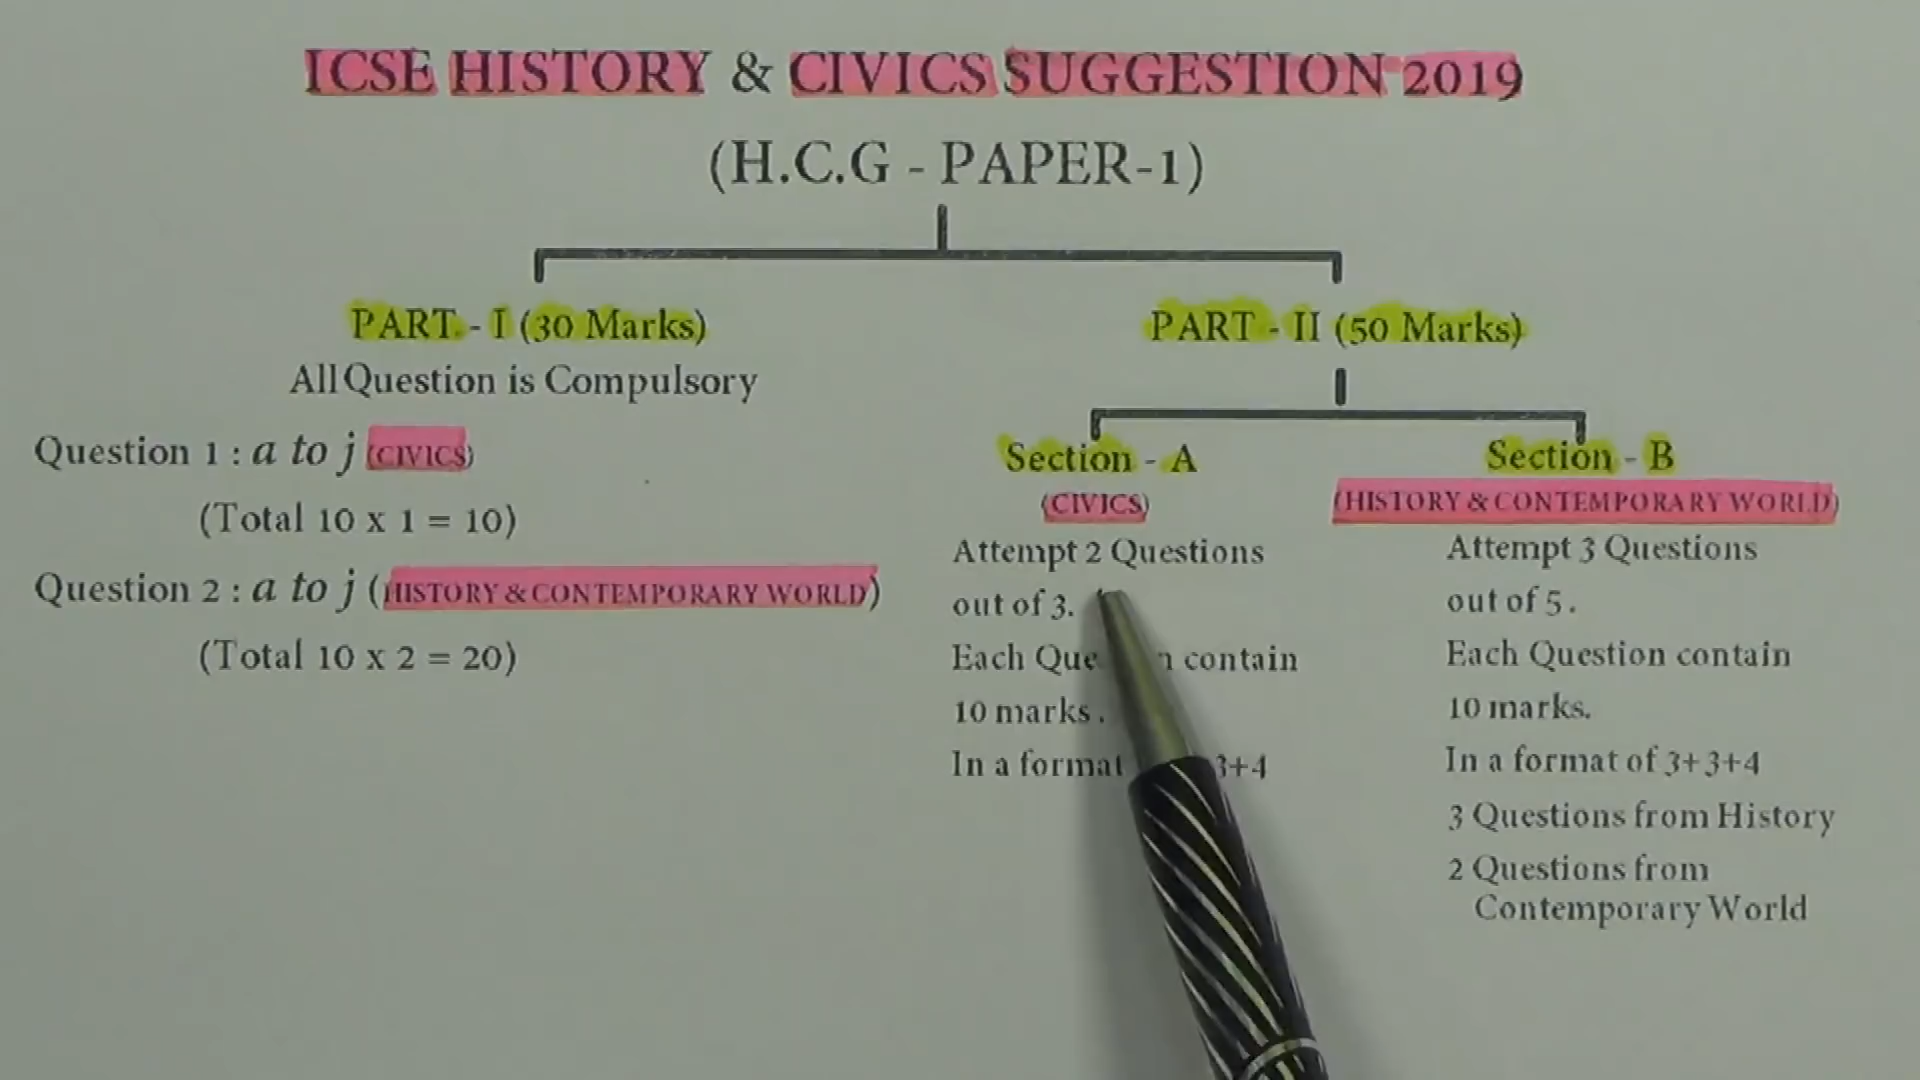 ICSE HISTORY & CIVICS SUGGESTION 2019
(H.C.G - PAPER-1)
PART - I (30 Marks)
All Question is Compulsory
Question 1 : a to j (CIVICS)
(Total 10 x 1 = 10)
Question 2 : a to j (HISTORY & CONTEMPORARY WORLD)
(Total 10 x 2 = 20)
PART - II (50 Marks)
Section - A
(CIVICS)
Attempt 2 Questions
out of 3.
Each contain
10 marks.
In a format 3+4
Section - B
(HISTORY & CONTEMPORARY WORLD)
Attempt 3 Questions
out of 5.
Each Question contain
10 marks.
In a format of 3+3+4
3 Questions from History
2 Questions from
Contemporary World